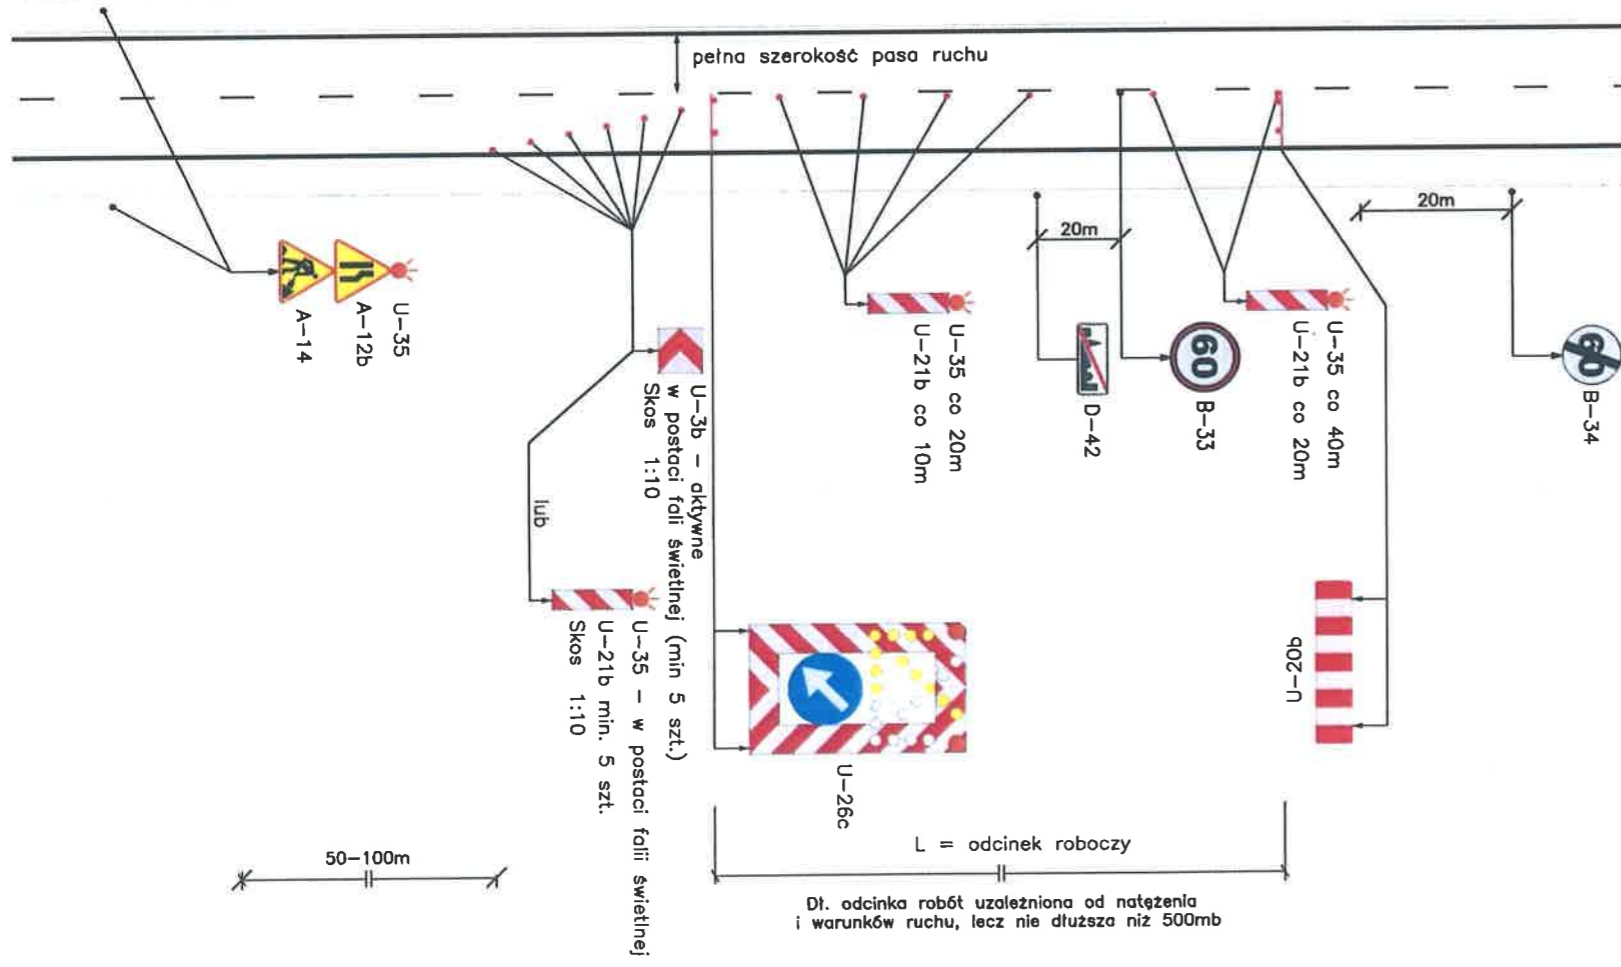 pełna szerokość pasa ruchu
U-35
A-12b
A-14
U-3b - aktywne
w postaci fali świetlnej (min 5 szt.)
Skos 1:10
lub
U-35 - w postaci falii świetlnej
U-21b min. 5 szt.
Skos 1:10
U-35 co 20m
U-21b co 10m
20m
D-42
60
B-33
U-35 co 40m
U-21b co 20m
20m
60
B-34
U-26c
U-20b
50-100m
L = odcinek roboczy
Dł. odcinka robót uzależniona od natężenia
i warunków ruchu, lecz nie dłuższa niż 500mb